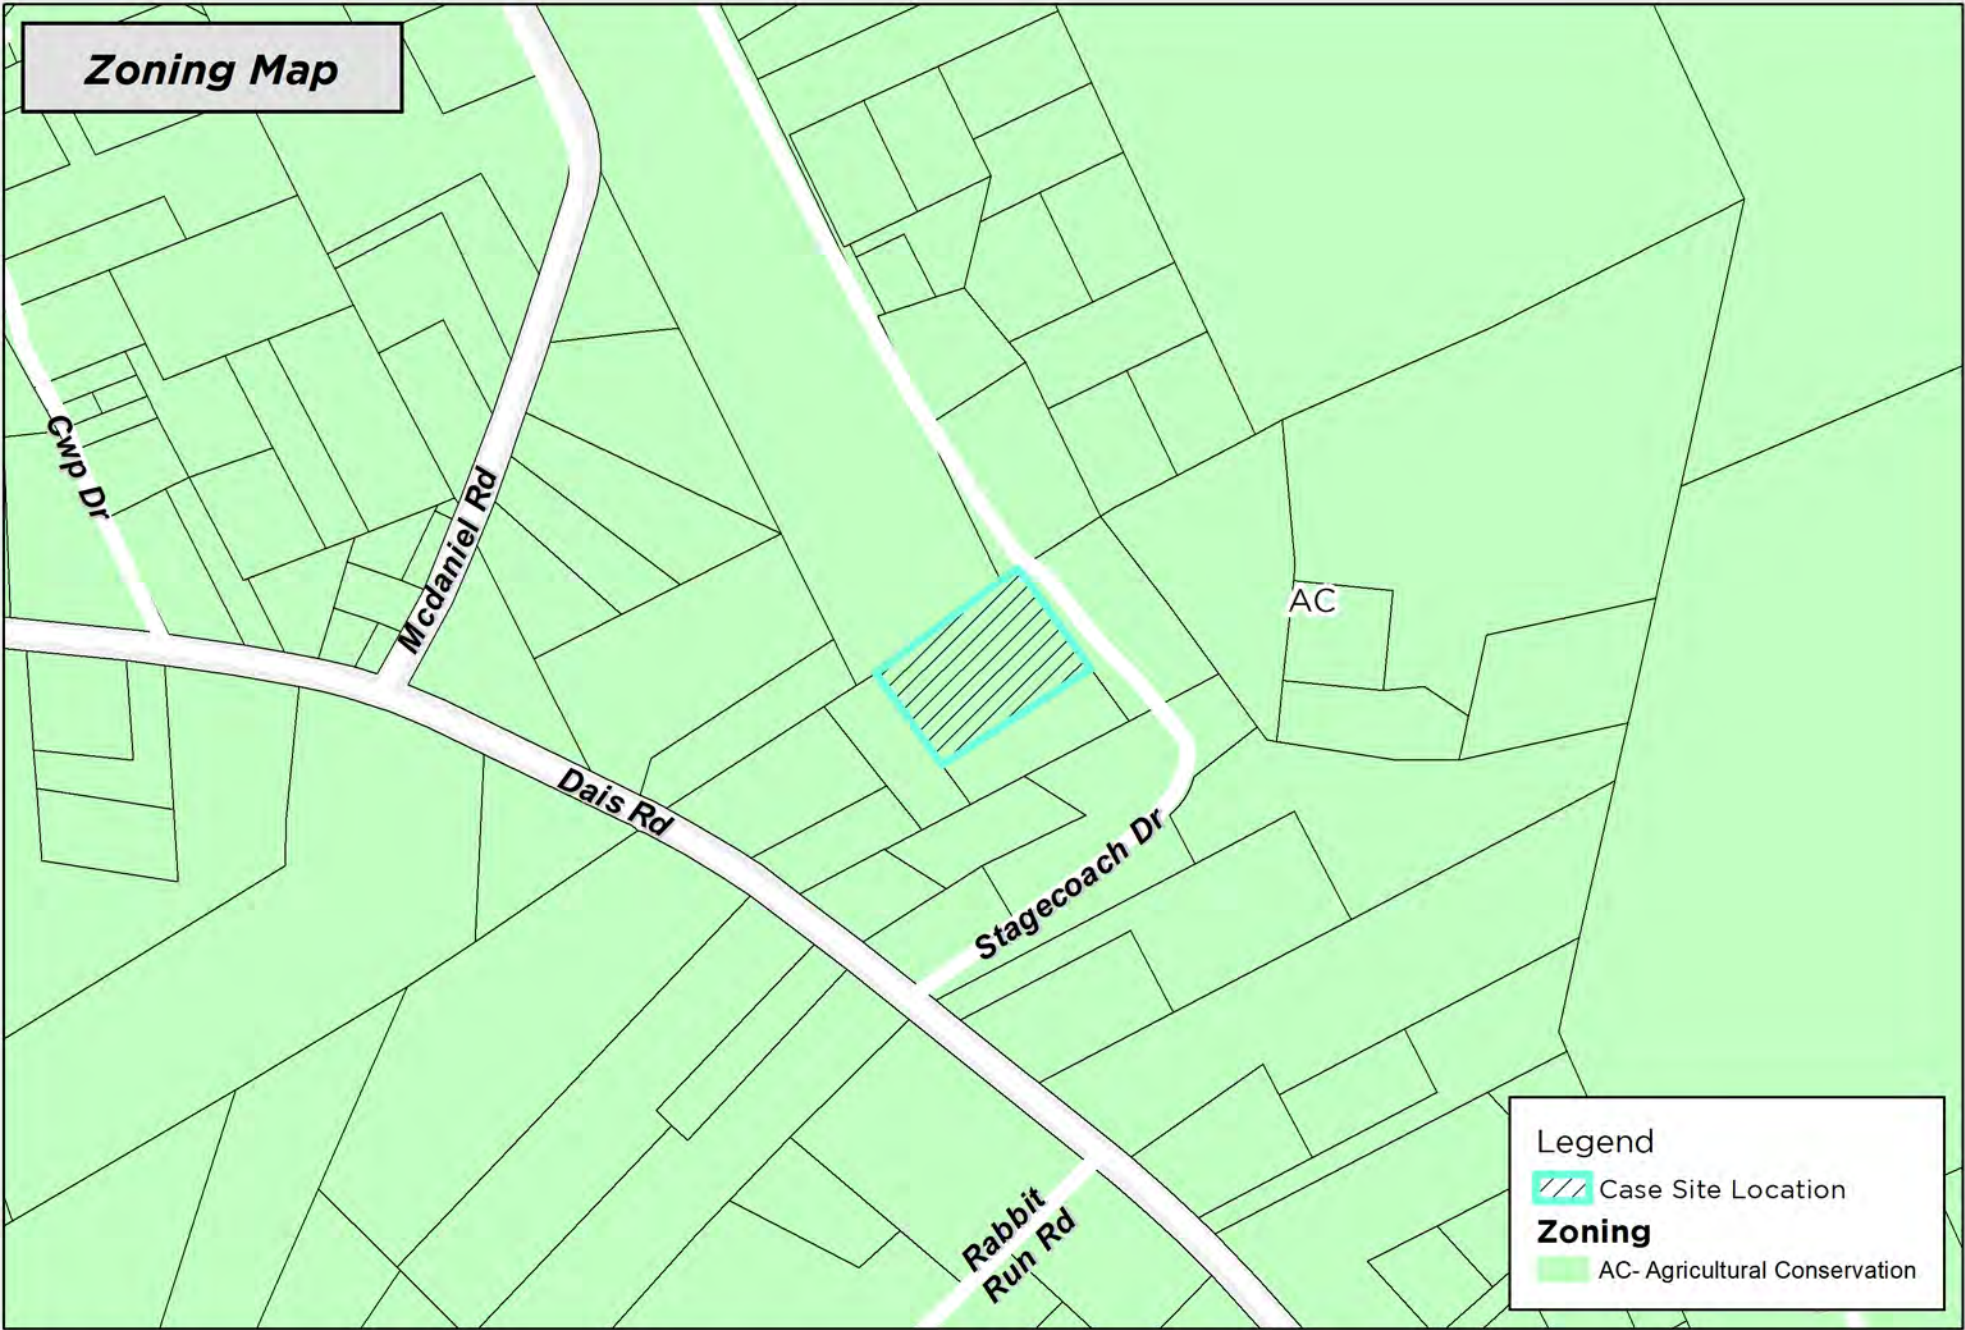 Zoning Map
Cwp Dr
Mcdaniel Rd
AC
Dais Rd
Stagecoach Dr
Rabbit
Run Rd
Legend
Case Site Location
Zoning
AC- Agricultural Conservation